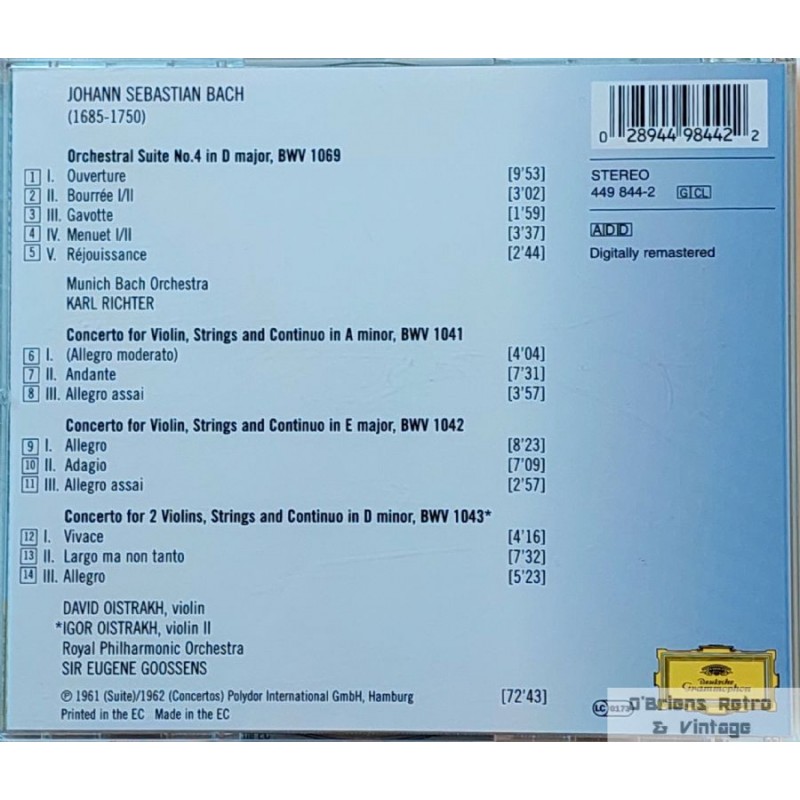 JOHANN SEBASTIAN BACH
(1685-1750)
Orchestral Suite No.4 in D major, BWV 1069
1 I. Ouverture [9'53]
2 II. Bourrée I/II [3'02]
3 III. Gavotte [1'59]
4 IV. Menuet I/II [3'37]
5 V. Réjouissance [2'44]
Munich Bach Orchestra
KARL RICHTER
Concerto for Violin, Strings and Continuo in A minor, BWV 1041
6 I. (Allegro moderato) [4'04]
7 II. Andante [7'31]
8 III. Allegro assai [3'57]
Concerto for Violin, Strings and Continuo in E major, BWV 1042
9 I. Allegro [8'23]
10 II. Adagio [7'09]
11 III. Allegro assai [2'57]
Concerto for 2 Violins, Strings and Continuo in D minor, BWV 1043*
12 I. Vivace [4'16]
13 II. Largo ma non tanto [7'32]
14 III. Allegro [5'23]
DAVID OISTRAKH, violin
*IGOR OISTRAKH, violin II
Royal Philharmonic Orchestra
SIR EUGENE GOOSSENS
℗ 1961 (Suite)/1962 (Concertos) Polydor International GmbH, Hamburg [72'43]
Printed in the EC Made in the EC
0 28944 98442 2
STEREO
449 844-2 G CL
ADD
Digitally remastered
Deutsche
Grammophon
LC 0173
O'Briens Retro
& Vintage